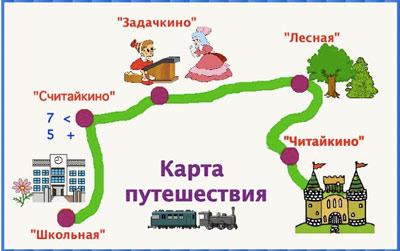 "Задачкино"
"Лесная"
"Считайкино"
7 <
5 +
"Читайкино"
Карта
путешествия
"Школьная"